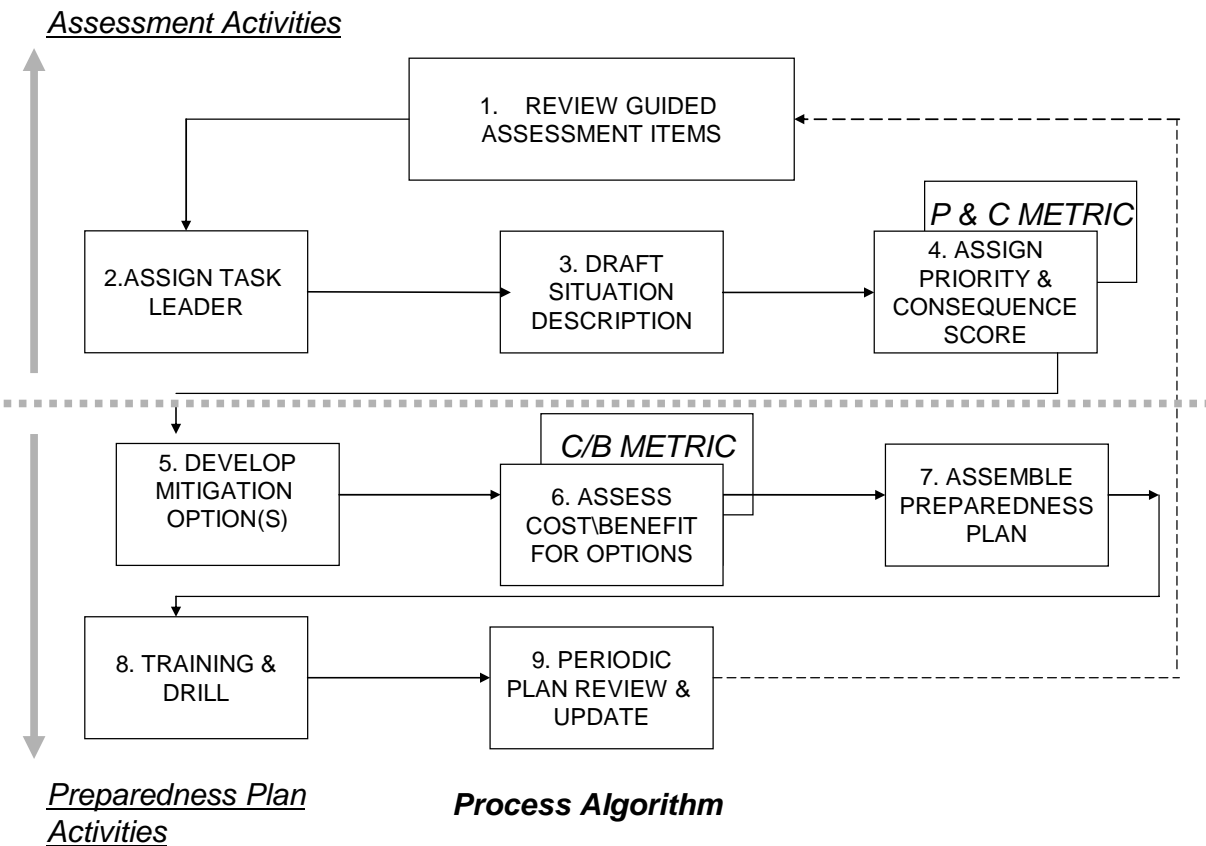 Assessment Activities
1. REVIEW GUIDED
ASSESSMENT ITEMS
P & C METRIC
2.ASSIGN TASK
LEADER
3. DRAFT
SITUATION
DESCRIPTION
4. ASSIGN
PRIORITY &
CONSEQUENCE
SCORE
5. DEVELOP
MITIGATION
OPTION(S)
C/B METRIC
6. ASSESS
COST\BENEFIT
FOR OPTIONS
7. ASSEMBLE
PREPAREDNESS
PLAN
8. TRAINING &
DRILL
9. PERIODIC
PLAN REVIEW &
UPDATE
Preparedness Plan
Activities
Process Algorithm